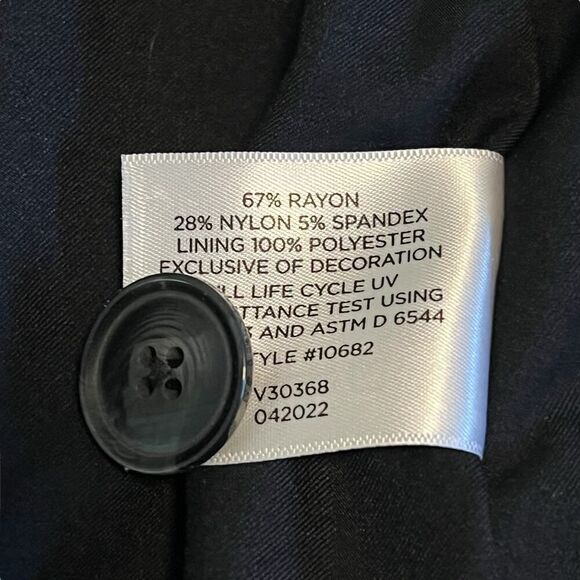 67% RAYON
28% NYLON 5% SPANDEX
LINING 100% POLYESTER
EXCLUSIVE OF DECORATION
LIFE CYCLE UV
TEST USING
AND ASTM D 6544
#10682
V30368
042022